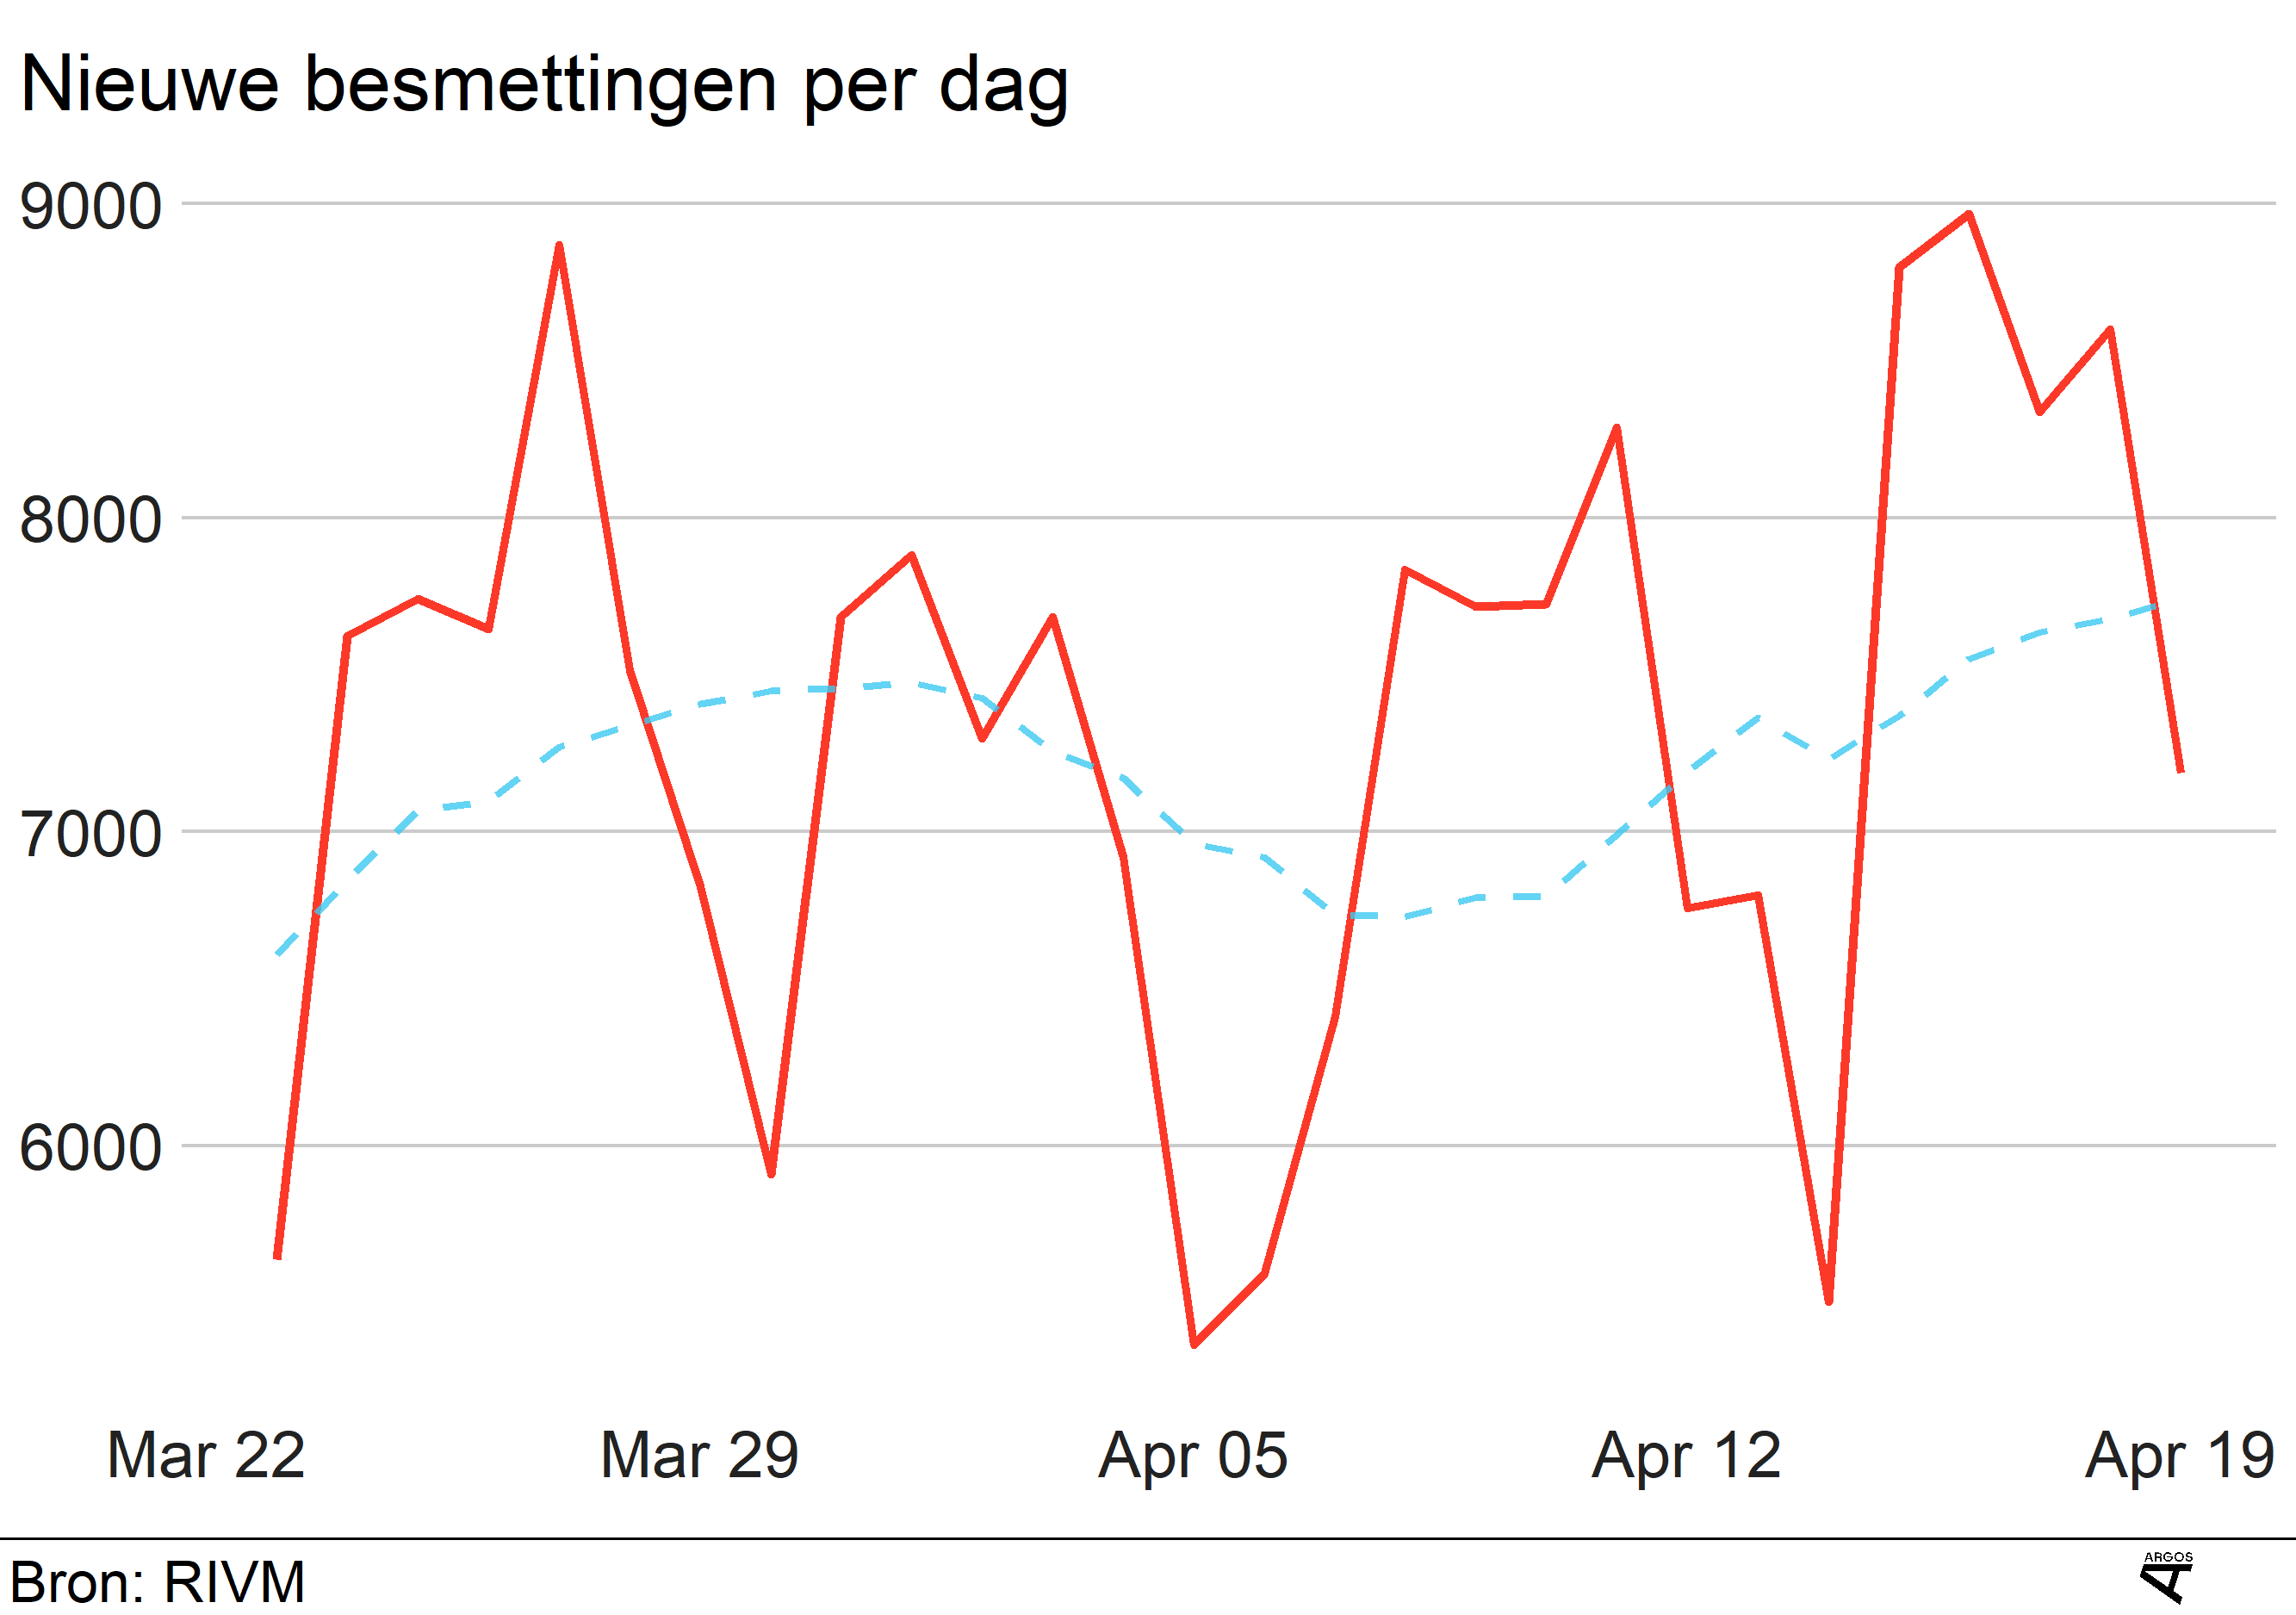 Nieuwe besmettingen per dag
9000
8000
7000
6000
Mar 22 Mar 29 Apr 05 Apr 12 Apr 19
Bron: RIVM
ARGOS